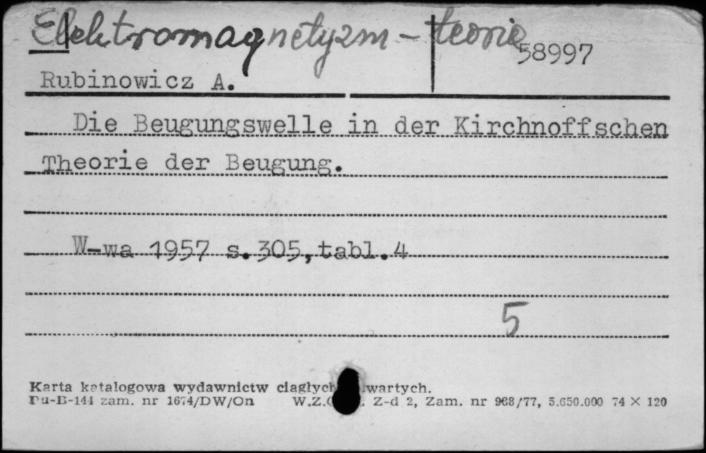 Elektromagnetyzm – teorie
58997
Rubinowicz A.
Die Beugungswelle in der Kirchnoffschen
Theorie der Beugung.
W-wa 1957 s.305,tabl.4
5
Karta katalogowa wydawnictw ciągłych wartych.
Pu-B-144 zam. nr 1674/DW/On W.Z. Z-d 2, Zam. nr 968/77, 5.650.000 74 × 120